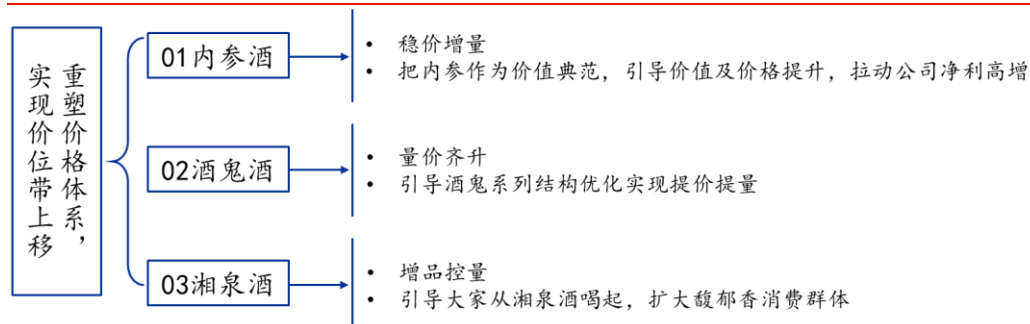 重塑价格体系，
实现价位带上移
01内参酒
• 稳价增量
• 把内参作为价值典范，引导价值及价格提升，拉动公司净利高增
02酒鬼酒
• 量价齐升
• 引导酒鬼系列结构优化实现提价提量
03湘泉酒
• 增品控量
• 引导大家从湘泉酒喝起，扩大馥郁香消费群体